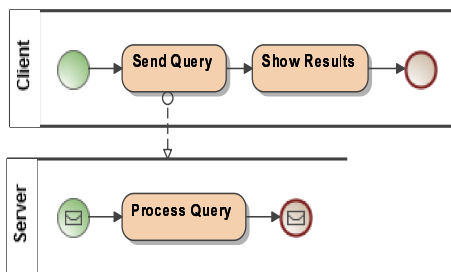 Client
Send Query
Show Results
Server
Process Query